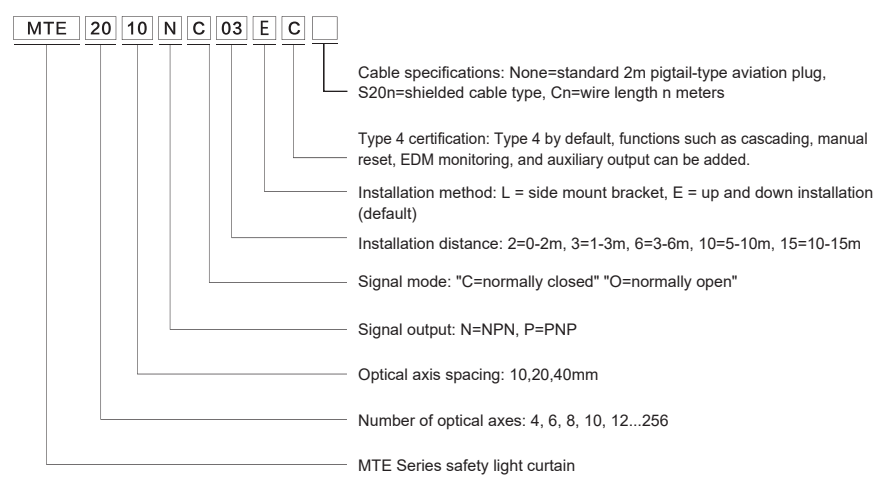 MTE 20 10 N C 03 E C
Cable specifications: None=standard 2m pigtail-type aviation plug,
S20n=shielded cable type, Cn=wire length n meters
Type 4 certification: Type 4 by default, functions such as cascading, manual
reset, EDM monitoring, and auxiliary output can be added.
Installation method: L = side mount bracket, E = up and down installation
(default)
Installation distance: 2=0-2m, 3=1-3m, 6=3-6m, 10=5-10m, 15=10-15m
Signal mode: "C=normally closed" "O=normally open"
Signal output: N=NPN, P=PNP
Optical axis spacing: 10,20,40mm
Number of optical axes: 4, 6, 8, 10, 12...256
MTE Series safety light curtain